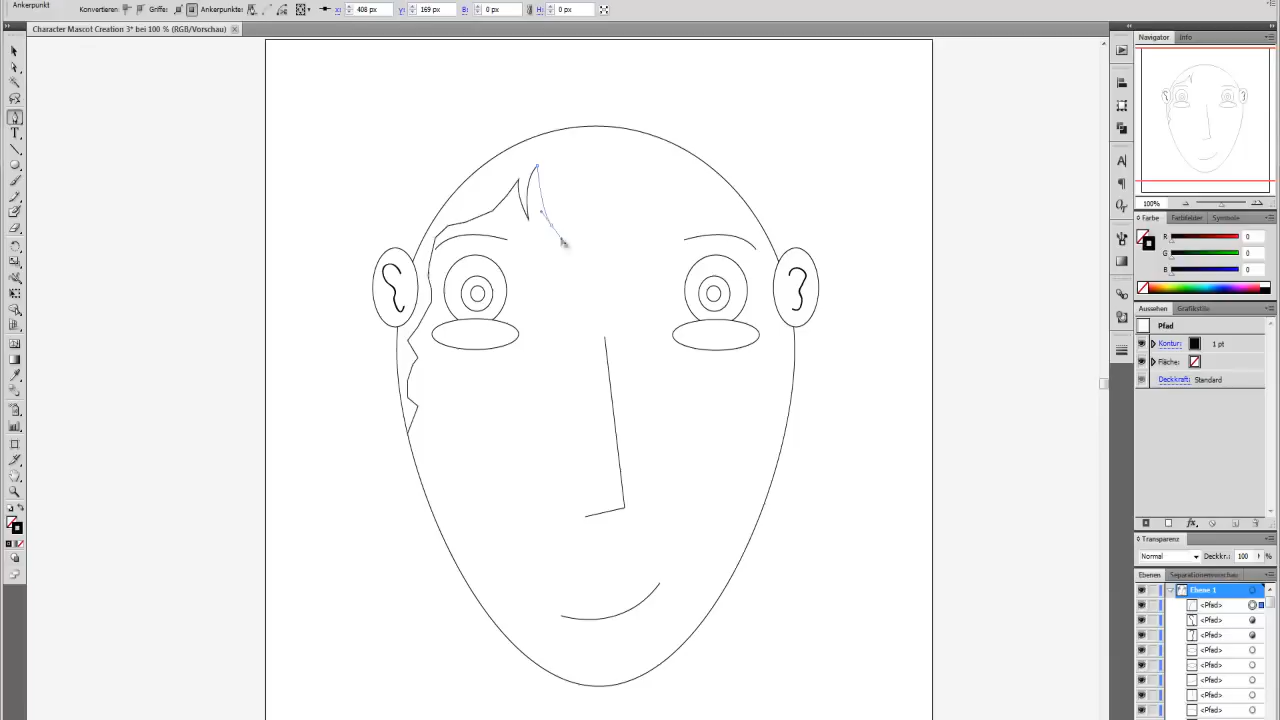 Ankerpunkt
Konvertieren: Griffe: Anker: x: 408 px y: 169 px B: 0 px H: 0 px
Character Mascot Creation 3* bei 100 % (RGB/Vorschau)
Navigator Info
100%
Farbe Farbfelder Symbole
R 0
G 0
B 0
Aussehen Grafikstile
Pfad
Kontur: 1 pt
Fläche:
Deckkraft: Standard
fx
Transparenz
Normal Deckkr.: 100 %
Ebenen Separationenvorschau
Ebene 1
<Pfad>
<Pfad>
<Pfad>
<Pfad>
<Pfad>
<Pfad>
<Pfad>
<Pfad>